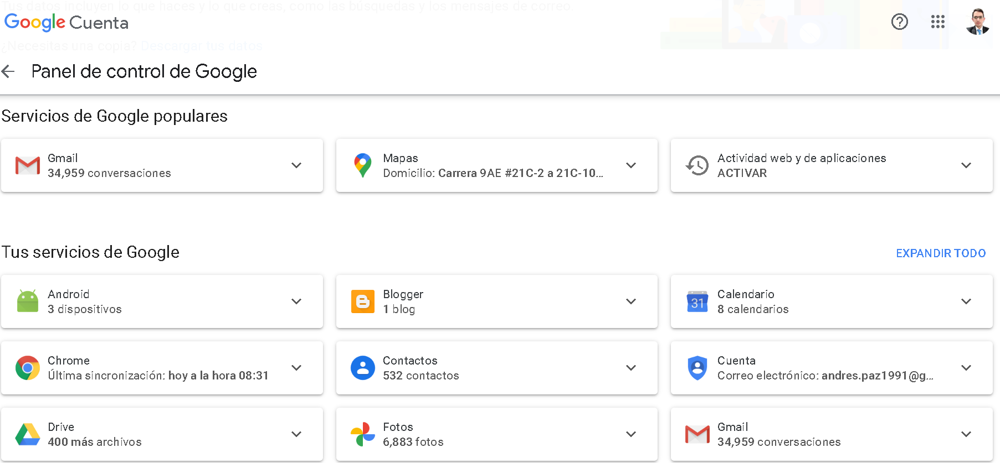 Tus datos incluyen lo que haces y lo que creas, como las búsquedas y los mensajes de correo.
Google Cuenta
¿Necesitas una copia? Descargar tus datos
Panel de control de Google
Servicios de Google populares
Gmail
34,959 conversaciones
Mapas
Domicilio: Carrera 9AE #21C-2 a 21C-10...
Actividad web y de aplicaciones
ACTIVAR
Tus servicios de Google
EXPANDIR TODO
Android
3 dispositivos
Blogger
1 blog
31
Calendario
8 calendarios
Chrome
Última sincronización: hoy a la hora 08:31
Contactos
532 contactos
Cuenta
Correo electrónico: andres.paz1991@g...
Drive
400 más archivos
Fotos
6,883 fotos
Gmail
34,959 conversaciones